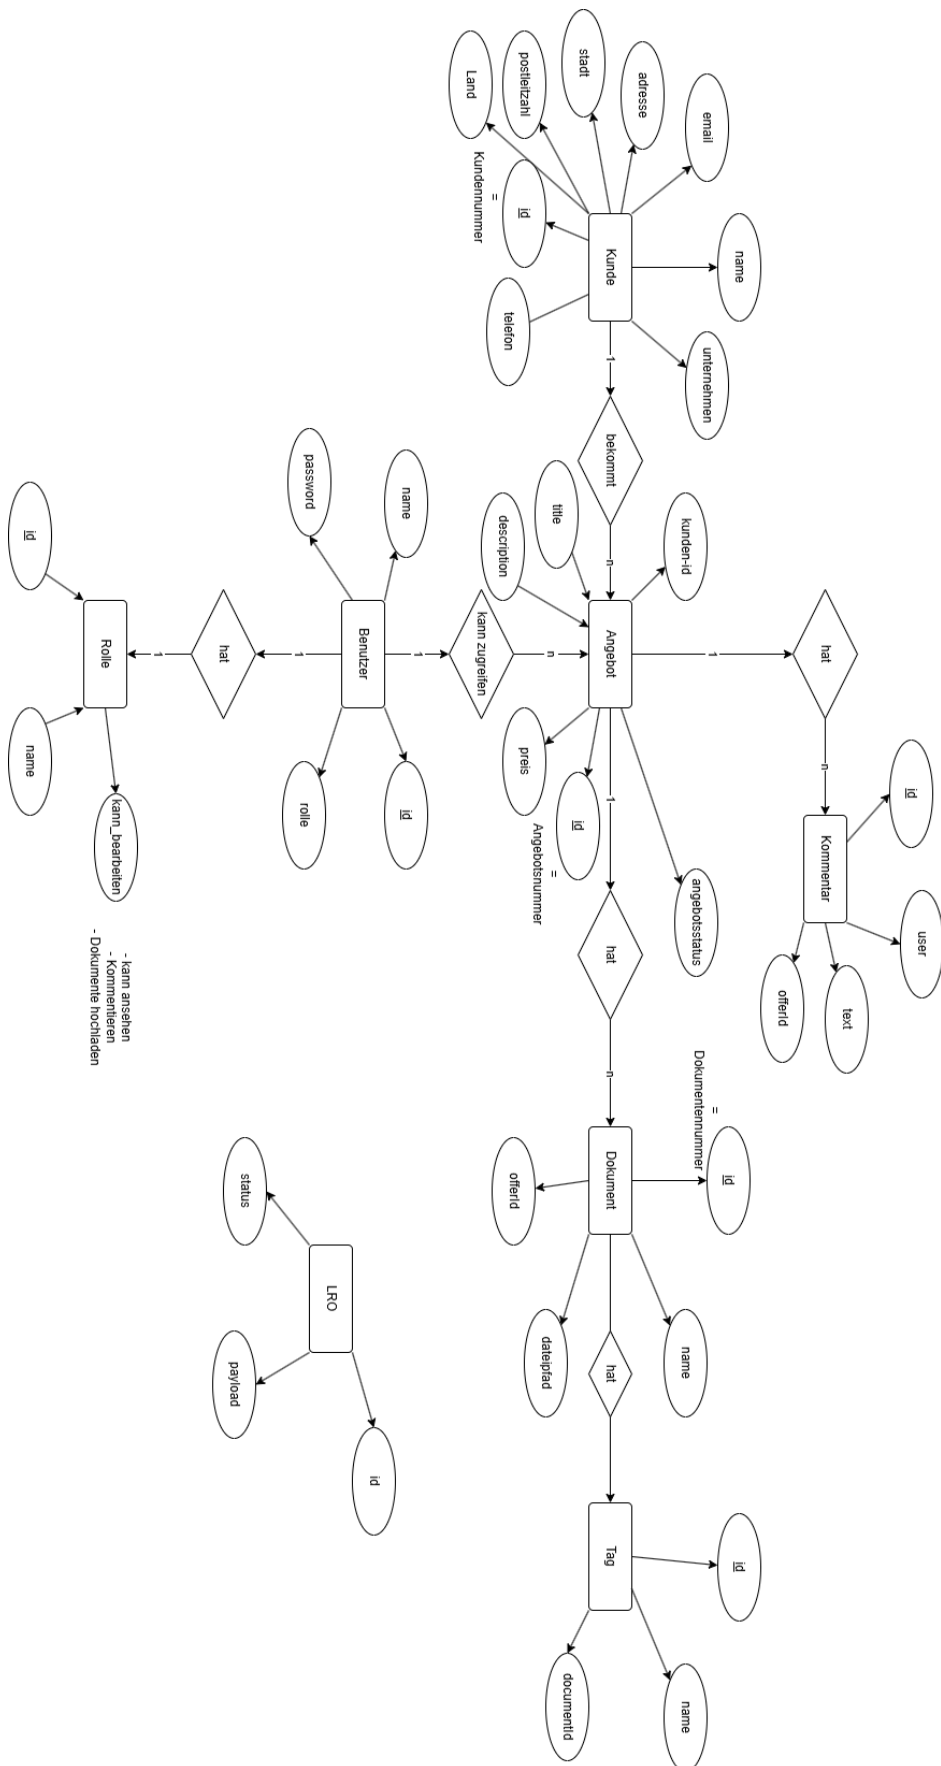 user
id
text
hat
n
Kommentar
offerId
name
id
id
=
Dokumentennummer
1
email
unternehmen
angebotsstatus
kunden-id
name
name
adresse
Kunde
1
bekommt
n
Angebot
1
hat
n
Dokument
hat
Tag
stadt
id
=
Angebotsnummer
documentId
title
n
dateipfad
postleitzahl
id
=
Kundennummer
preis
offerId
telefon
description
kann zugreifen
Land
1
name
id
id
Benutzer
LRO
password
rolle
1
status
payload
hat
1
kann_bearbeiten
- kann ansehen
- Kommentieren
- Dokumente hochladen
Rolle
id
name